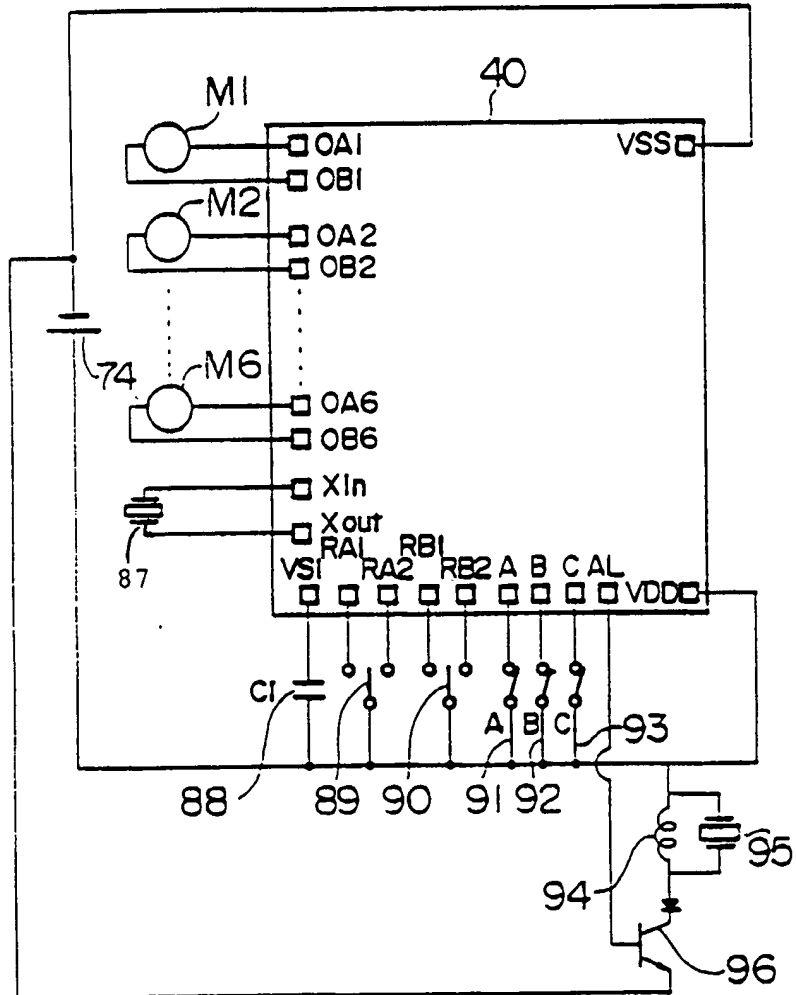 40
M1
OA1
VSS
OB1
M2
OA2
OB2
74
M6
OA6
OB6
XIn
Xout
87
VS1 RA1 RA2 RB1 RB2 A B C AL VDD
C1
A B C
93
88 89 90 91 92
94
95
96